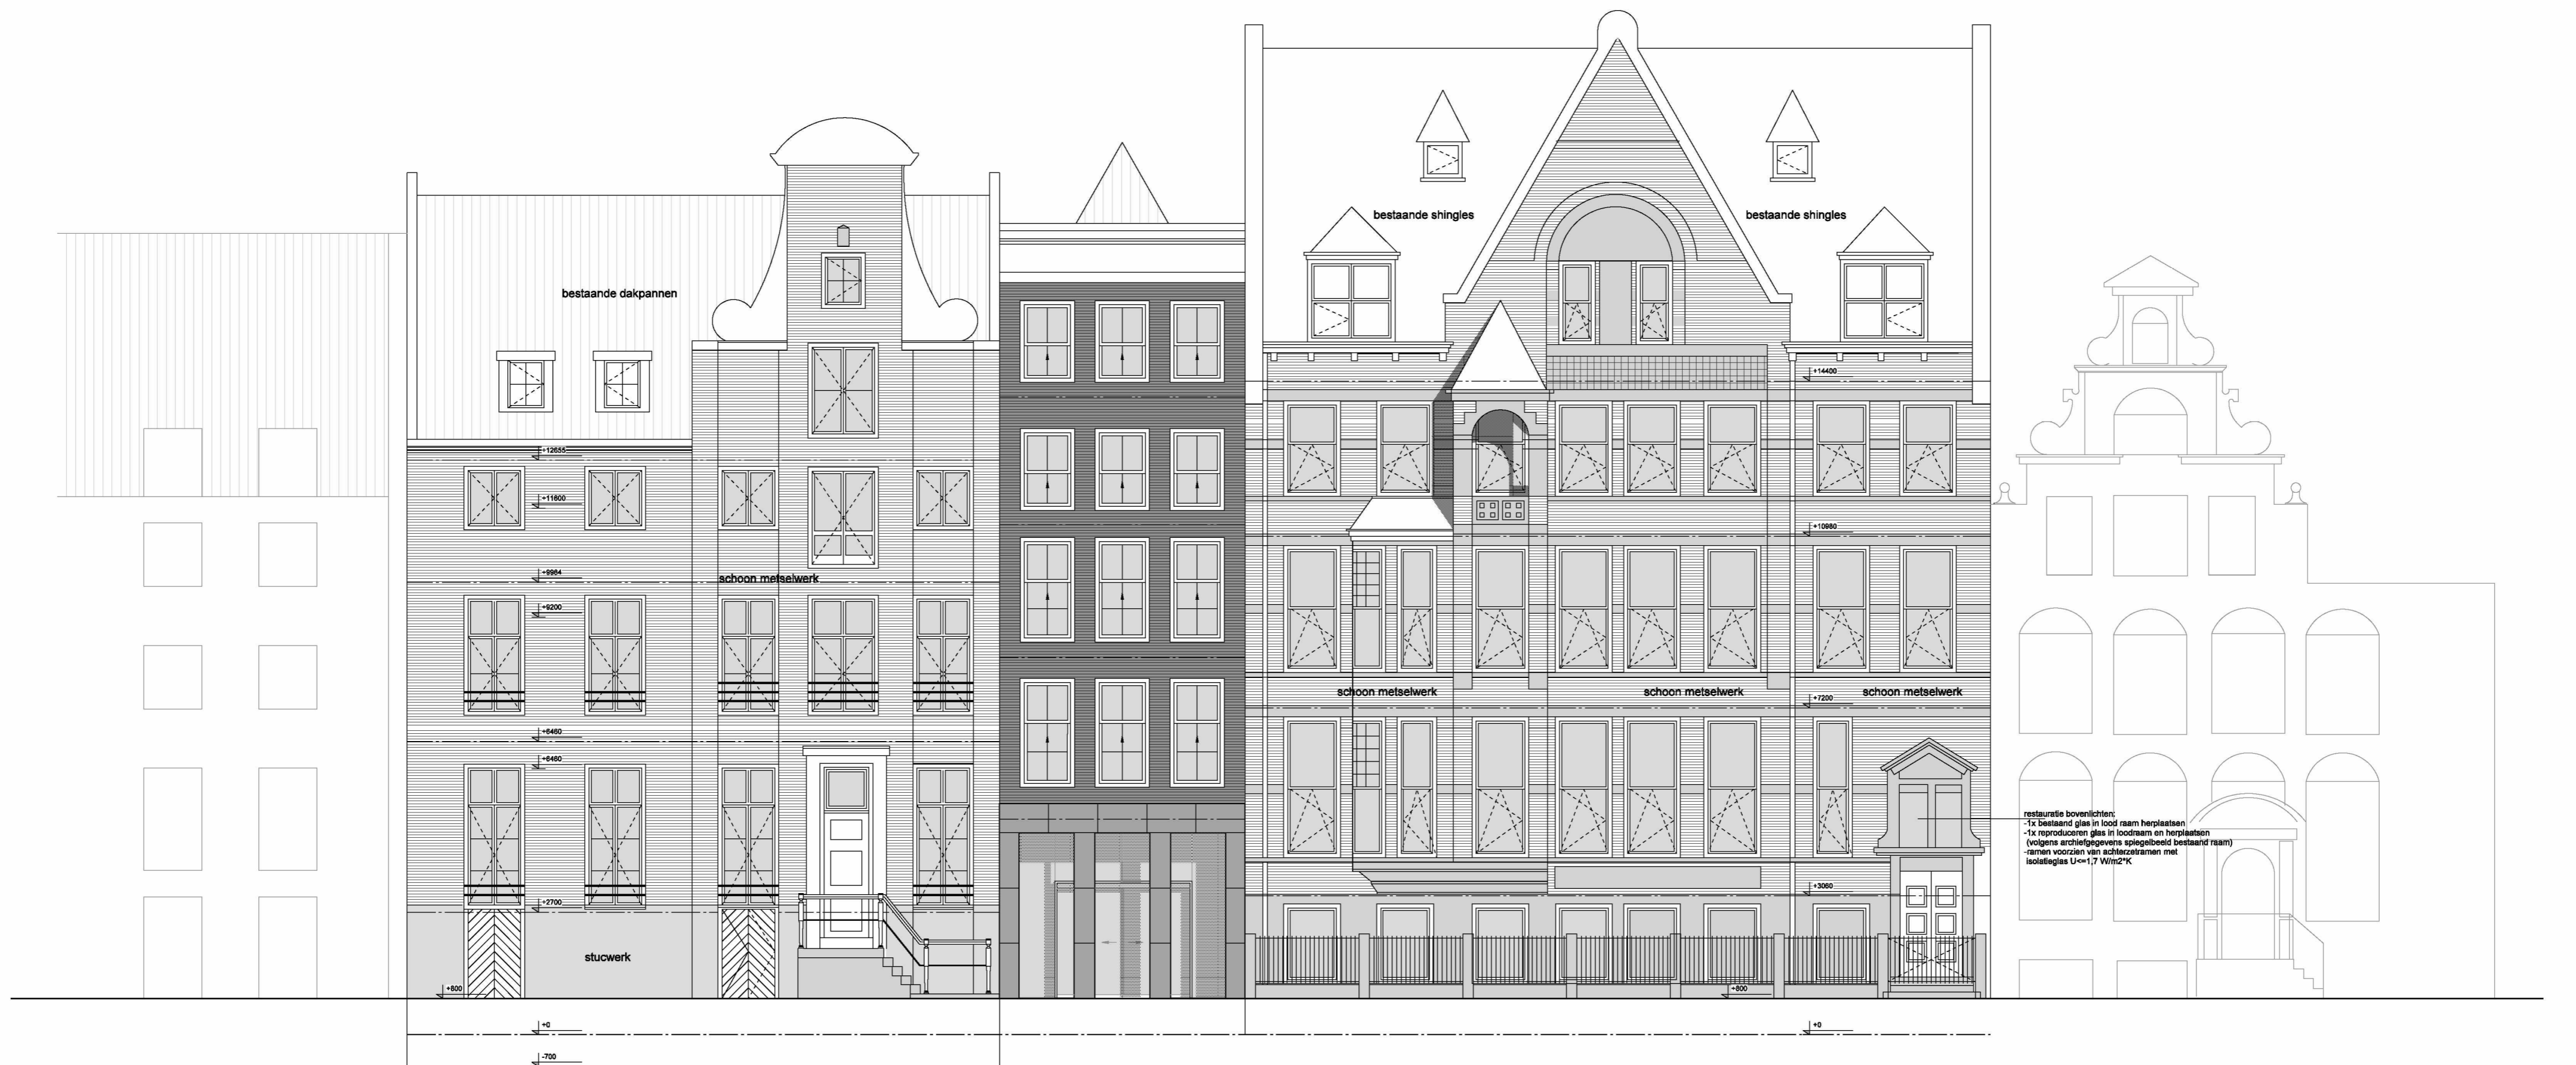 bestaande shingles
bestaande shingles
bestaande dakpannen
+14400
+12655
+11600
+10980
+9984
schoon metselwerk
+9200
schoon metselwerk
schoon metselwerk
schoon metselwerk
+7200
+6460
+6460
restauratie bovenlichten:
-1x bestaand glas in lood raam herplaatsen
-1x reproduceren glas in loodraam en herplaatsen
(volgens archiefgegevens spiegelbeeld bestaand raam)
-ramen voorzien van achterzetramen met
isolatieglas U<=1,7 W/m2*K
+3060
+2700
stucwerk
+800
+800
+0
+0
-700